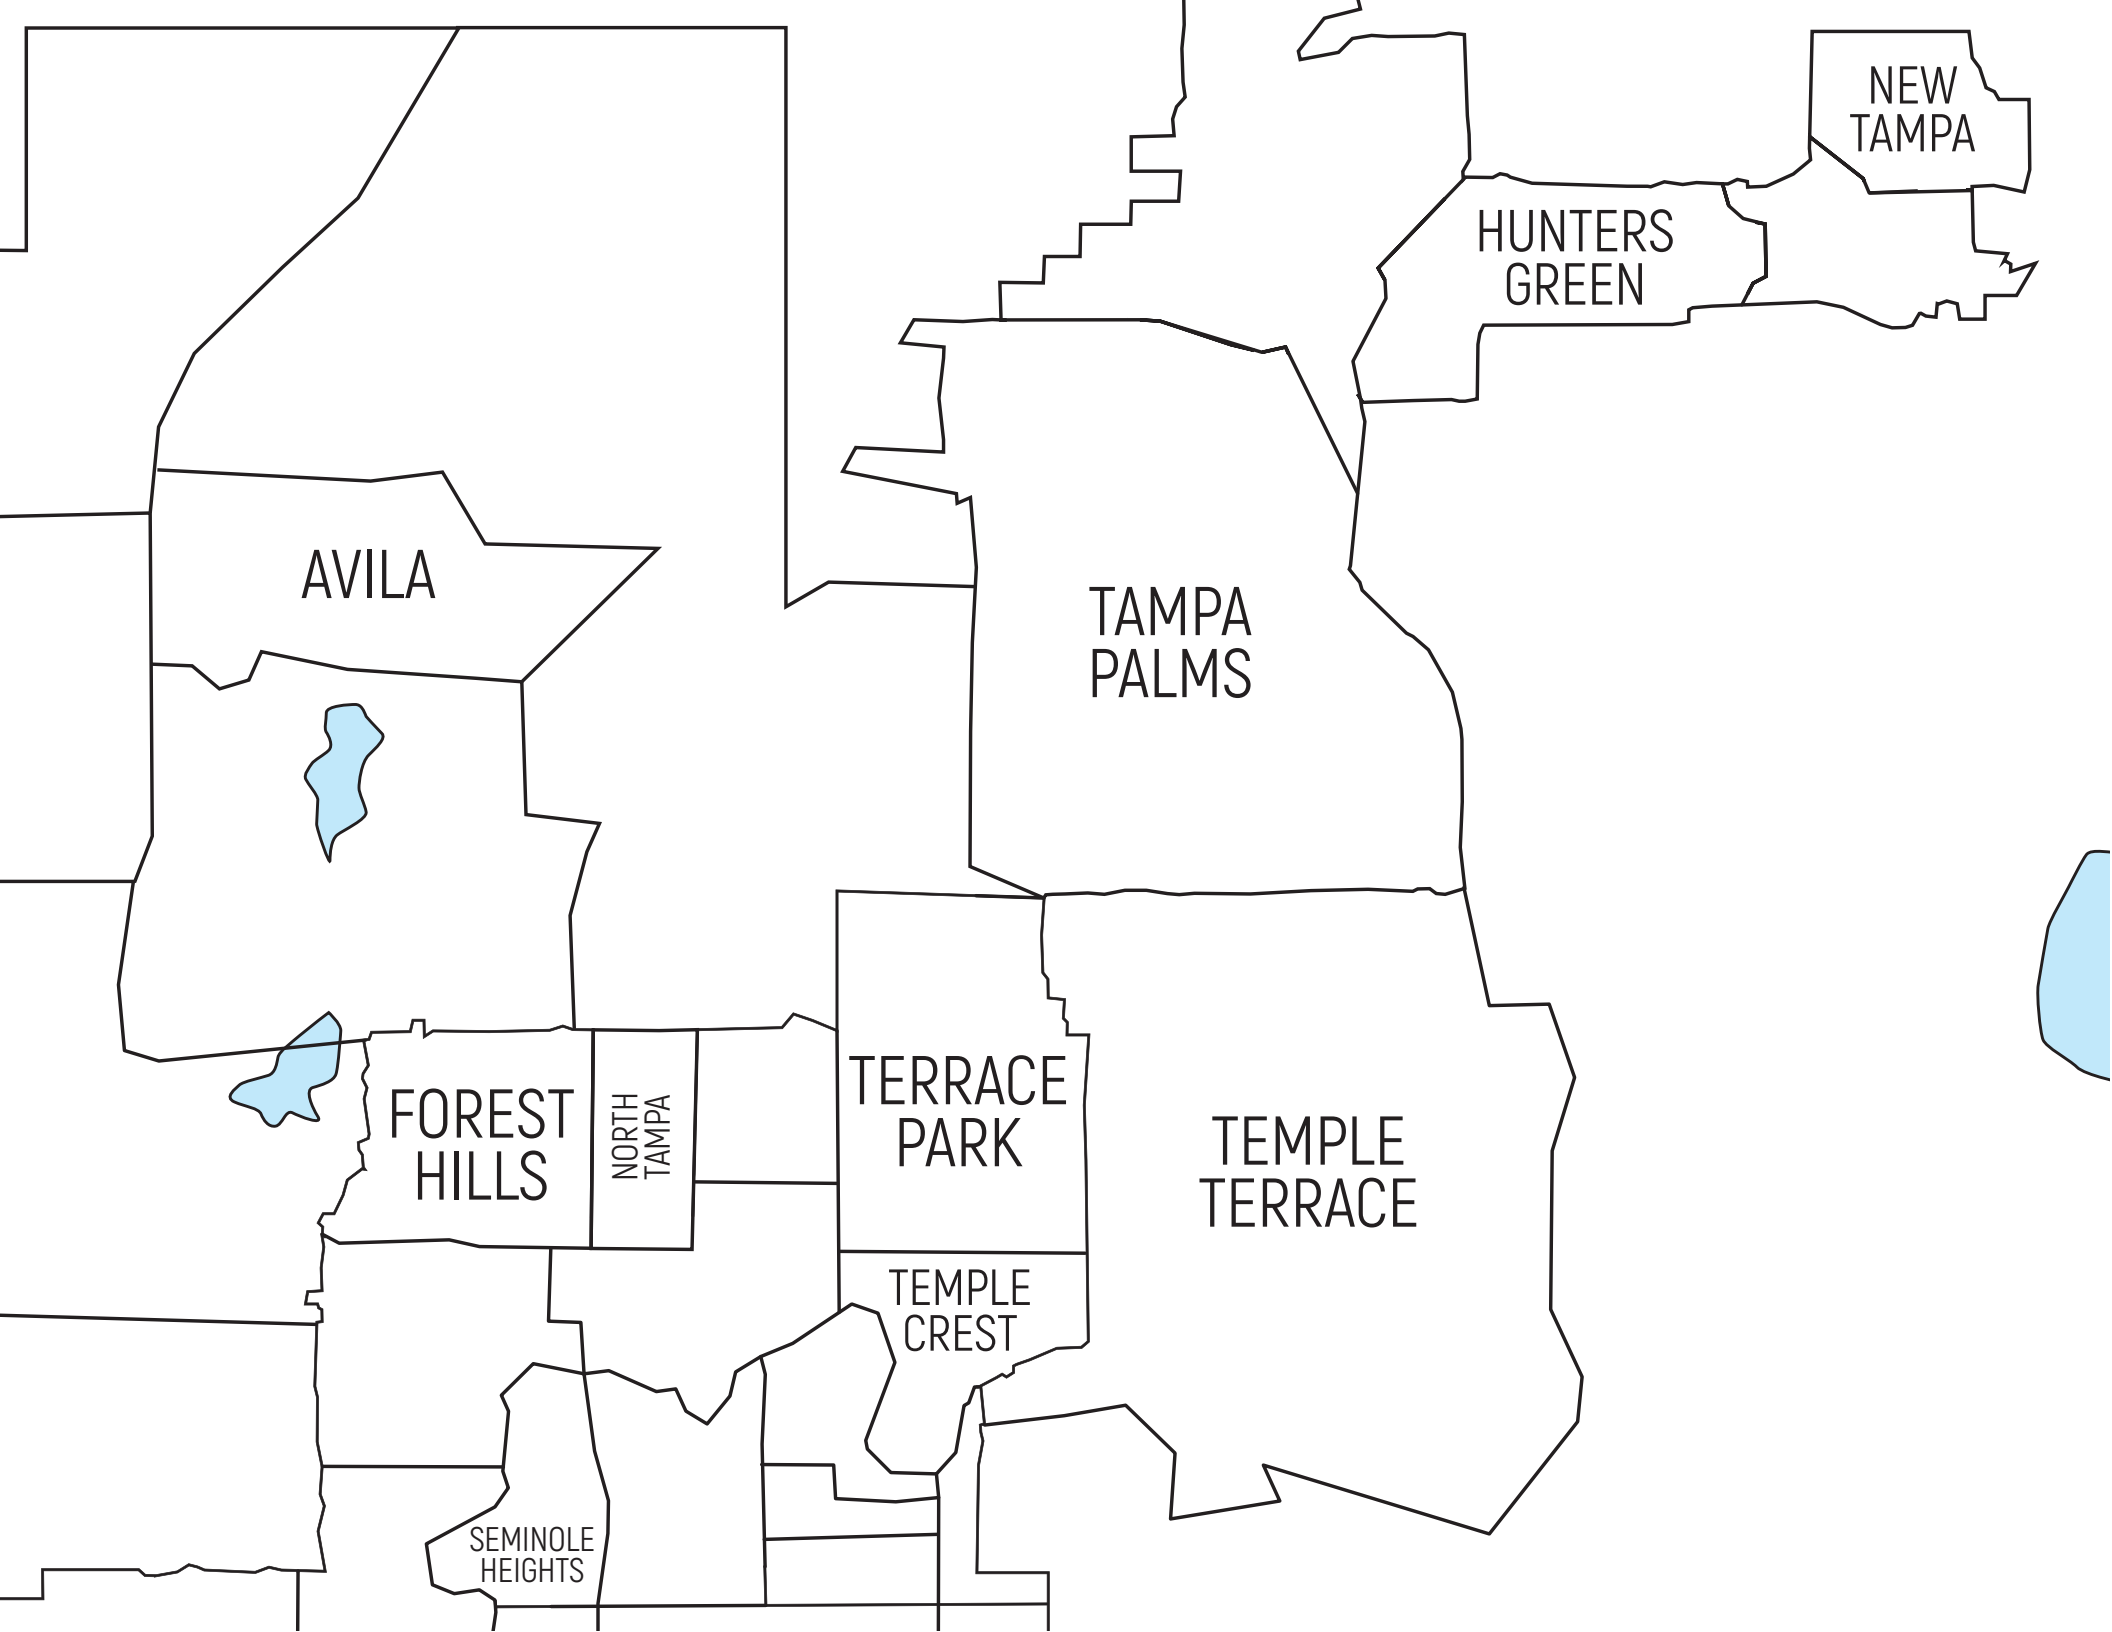 NEW
TAMPA
HUNTERS
GREEN
AVILA
TAMPA
PALMS
TERRACE
PARK
FOREST
HILLS
NORTH
TAMPA
TEMPLE
TERRACE
TEMPLE
CREST
SEMINOLE
HEIGHTS